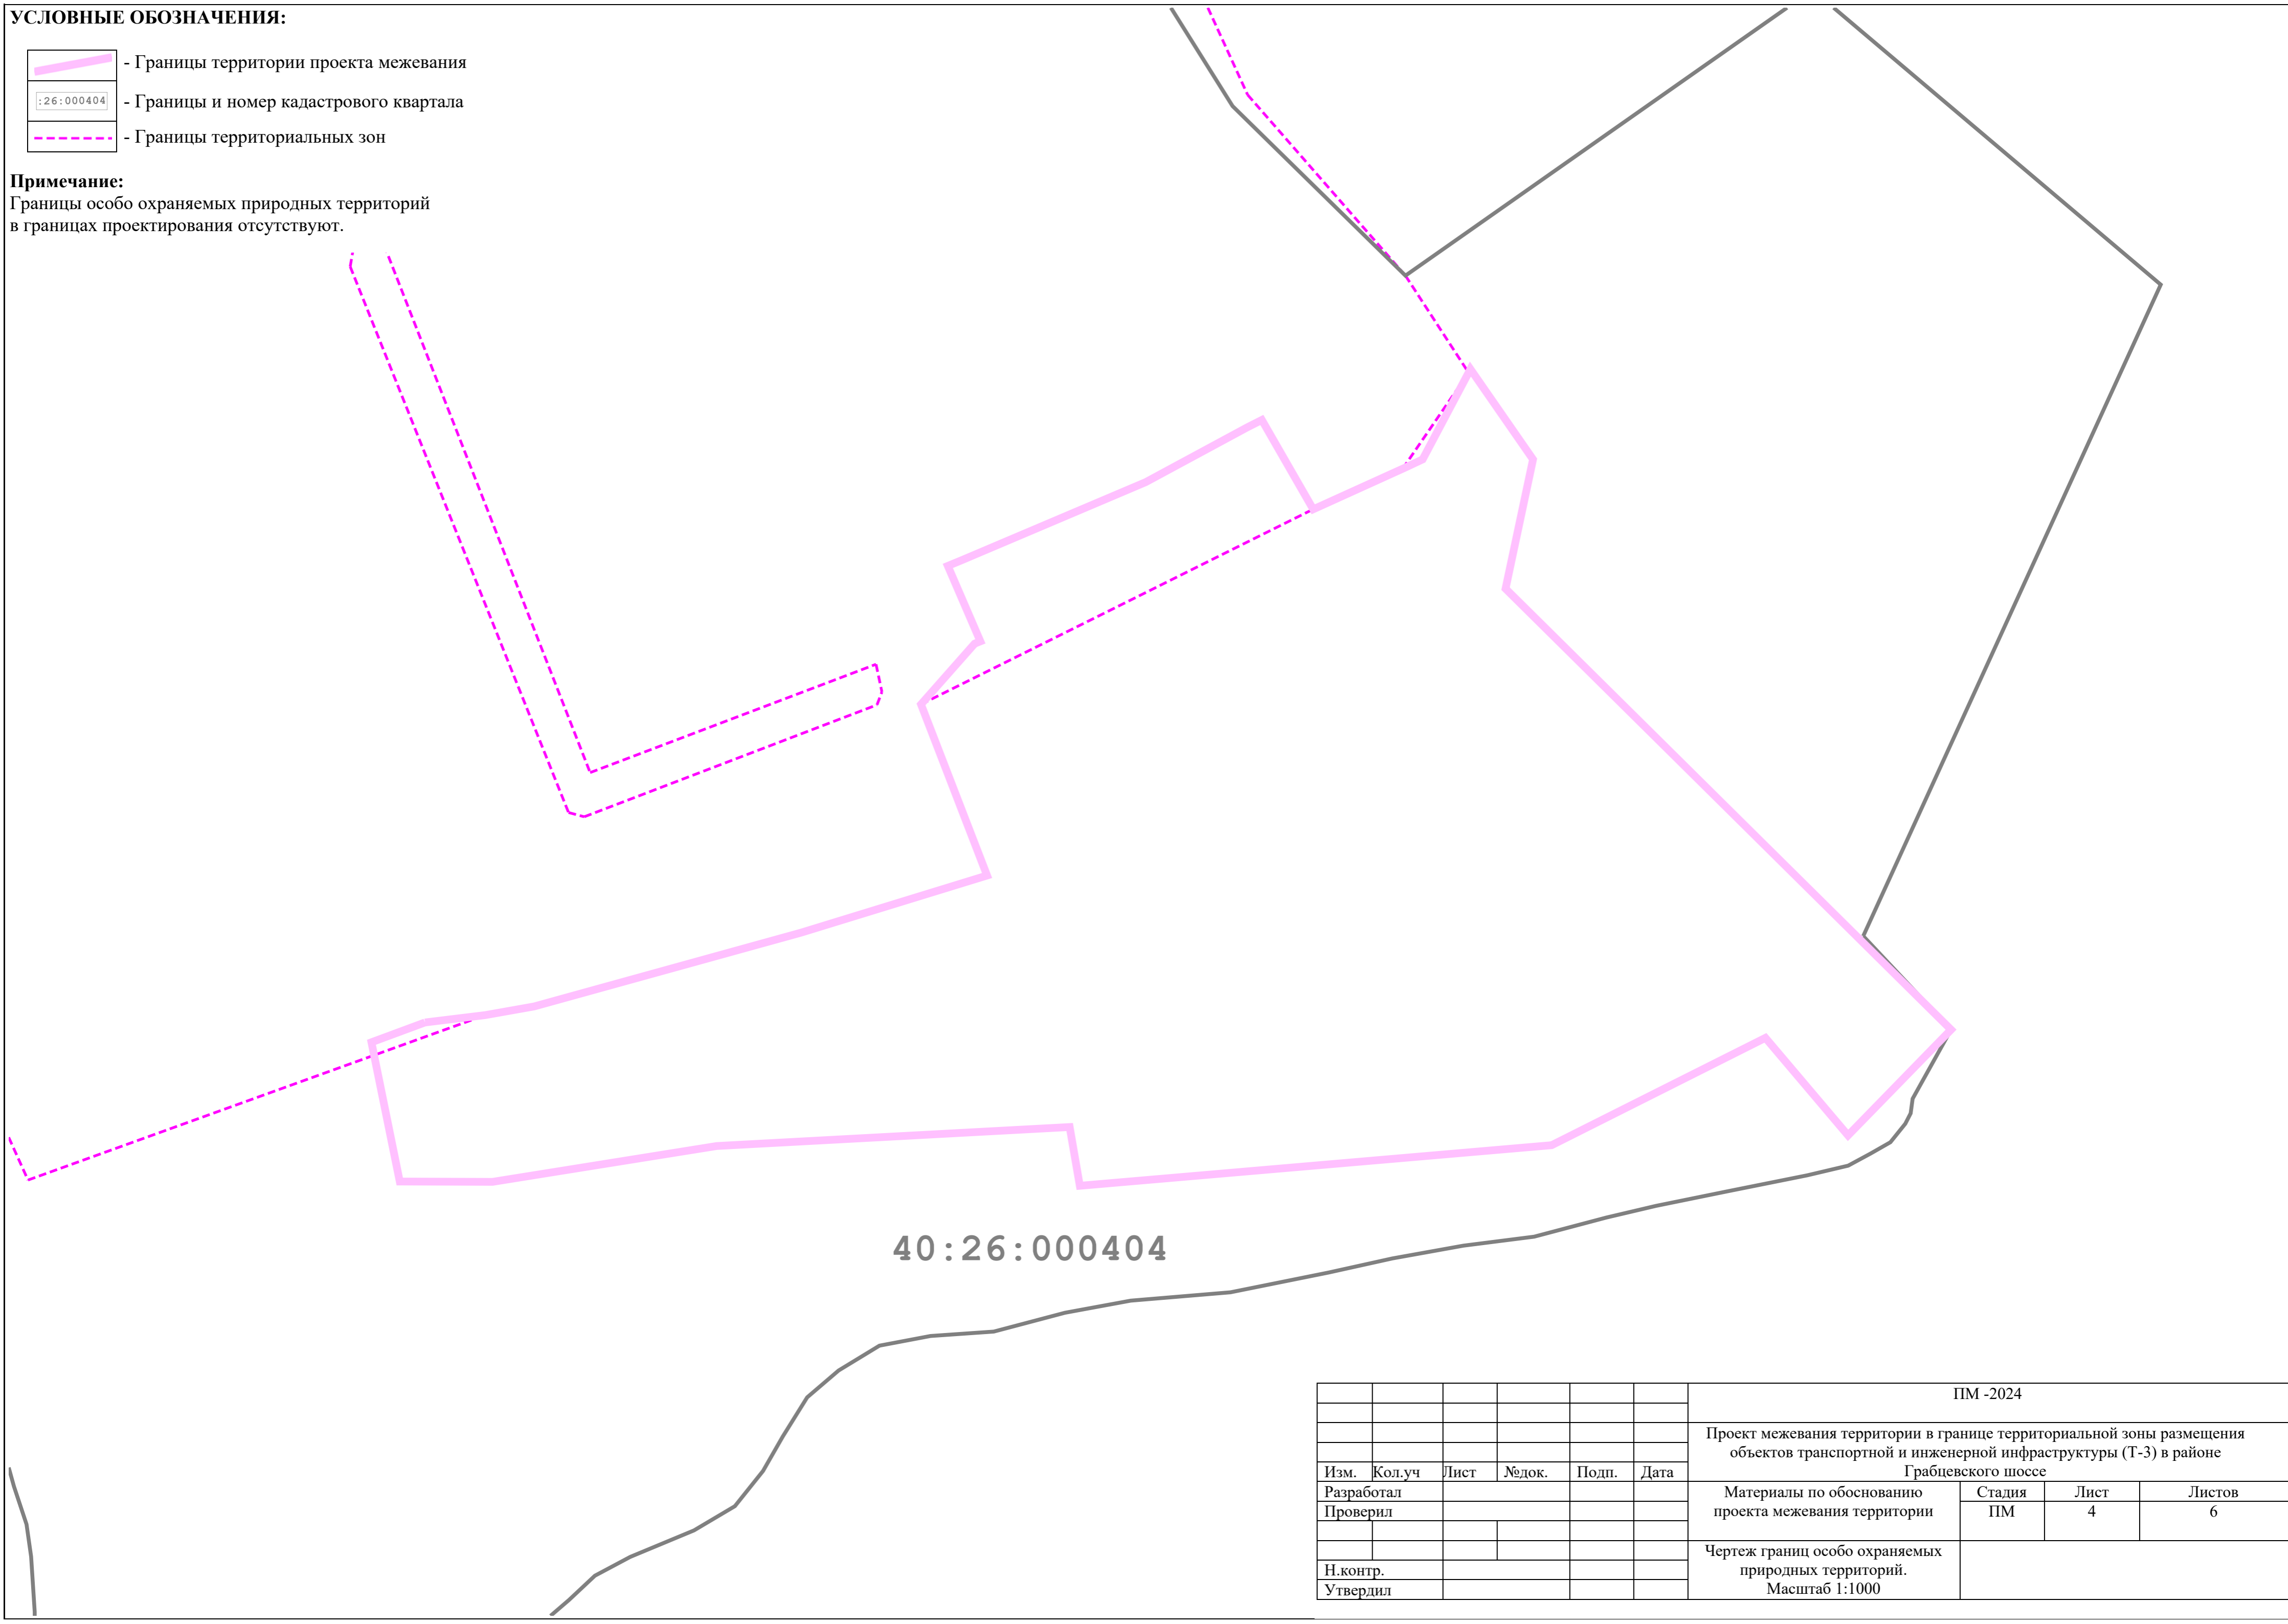 УСЛОВНЫЕ ОБОЗНАЧЕНИЯ:
- Границы территории проекта межевания
:26:000404
- Границы и номер кадастрового квартала
- Границы территориальных зон
Примечание:
Границы особо охраняемых природных территорий
в границах проектирования отсутствуют.
40:26:000404
ПМ -2024
Проект межевания территории в границе территориальной зоны размещения
объектов транспортной и инженерной инфраструктуры (Т-3) в районе
Грабцевского шоссе
Изм. Кол.уч Лист №док. Подп. Дата
Разработал
Проверил
Н.контр.
Утвердил
Материалы по обоснованию
проекта межевания территории
Стадия Лист Листов
ПМ 4 6
Чертеж границ особо охраняемых
природных территорий.
Масштаб 1:1000